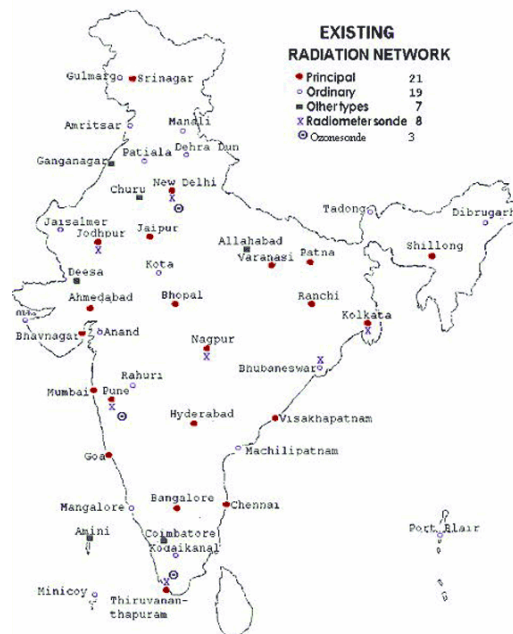 EXISTING
RADIATION NETWORK
Principal 21
Ordinary 19
Other types 7
X Radiometer sonde 8
Ozonesonde 3
Gulmarg
Srinagar
Amritsar
Manali
Patiala
Dehra Dun
Ganganagar
Churu
New Delhi
X
Tadong
Dibrugarh
Jaisalmer
Jodhpur
X
Jaipur
Allahabad
Varanasi
Patna
Shillong
Kota
Deesa
Ahmedabad
Bhopal
Ranchi
Kolkata
X
Bhavnagar
Anand
Nagpur
X
X
Bhubaneswar
Rahuri
Mumbai
Pune
X
Hyderabad
Visakhapatnam
Goa
Machilipatnam
Mangalore
Bangalore
Chennai
Amini
Coimbatore
Kodaikanal
Port Blair
X
Minicoy
Thiruvanan-
thapuram